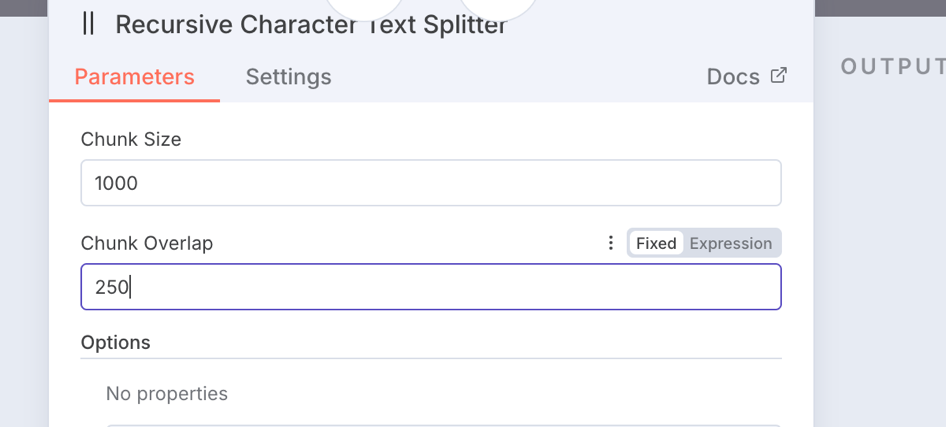 Recursive Character Text Splitter
Parameters
Settings
Docs
OUTPUT
Chunk Size
1000
Chunk Overlap
Fixed
Expression
250
Options
No properties